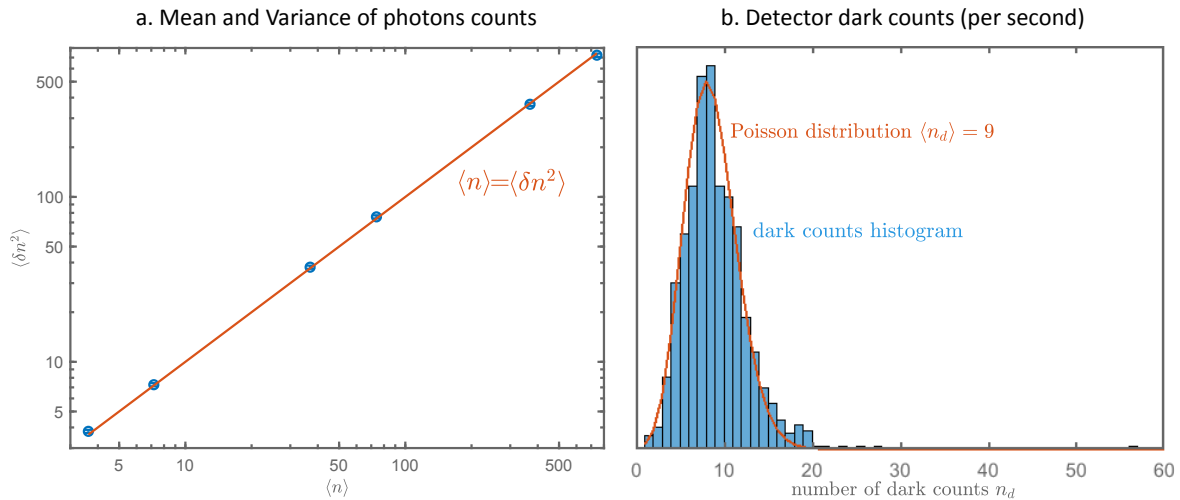 a. Mean and Variance of photons counts
500
100
50
10
5
⟨δn²⟩
⟨n⟩=⟨δn²⟩
5 10 50 100 500
⟨n⟩
b. Detector dark counts (per second)
Poisson distribution ⟨n_d⟩ = 9
dark counts histogram
0 10 20 30 40 50 60
number of dark counts n_d